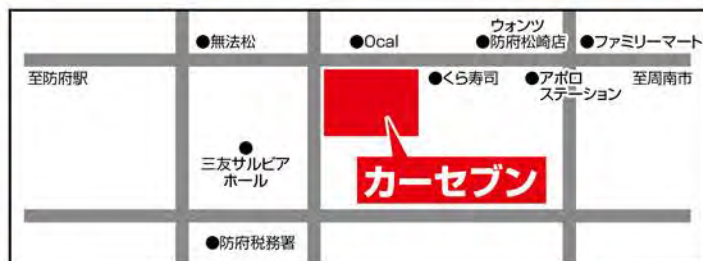 ●無法松
●Ocal
ウォンツ
●防府松崎店
●ファミリーマート
至防府駅
●くら寿司
●アポロ
ステーション
至周南市
三友サルビア
ホール
カーセブン
●防府税務署